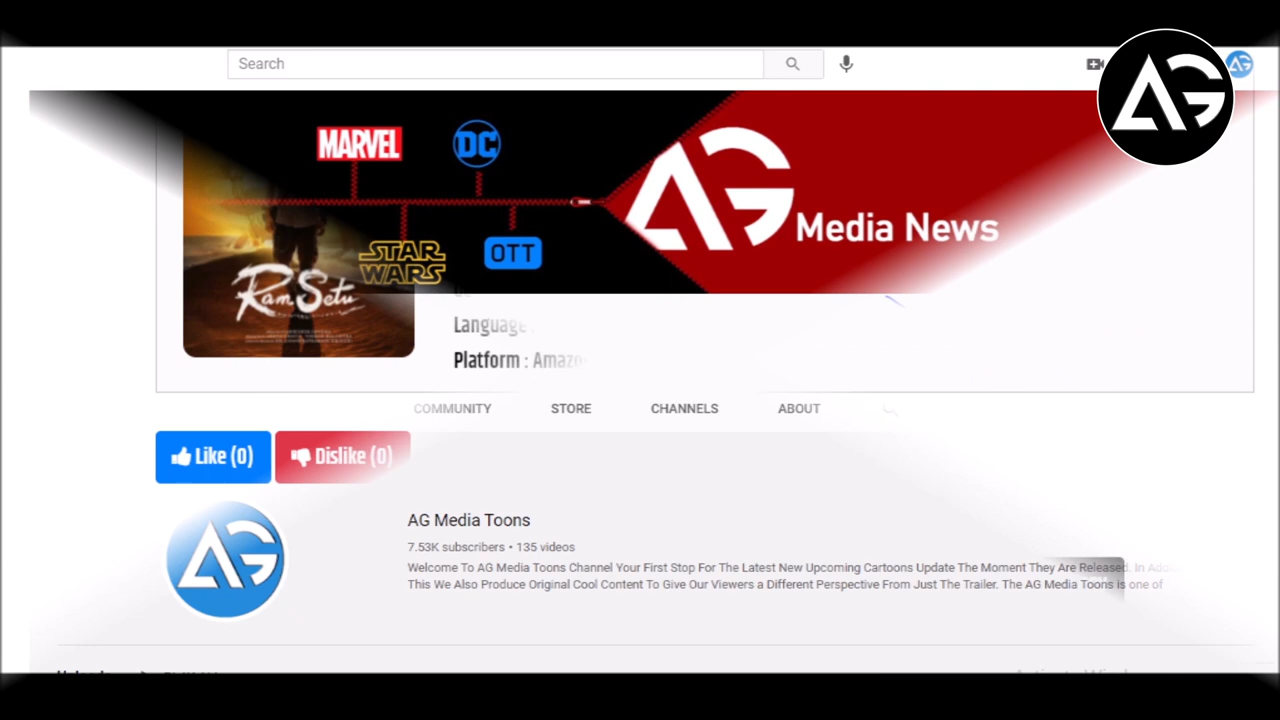 Search
AG
AG
MARVEL
DC
AG Media News
STAR WARS
OTT
Ram Setu
Language
Platform : Amazo
COMMUNITY STORE CHANNELS ABOUT
Like (0) Dislike (0)
AG
AG Media Toons
7.53K subscribers • 135 videos
Welcome To AG Media Toons Channel Your First Stop For The Latest New Upcoming Cartoons Update The Moment They Are Released. In Add
This We Also Produce Original Cool Content To Give Our Viewers a Different Perspective From Just The Trailer. The AG Media Toons is one of